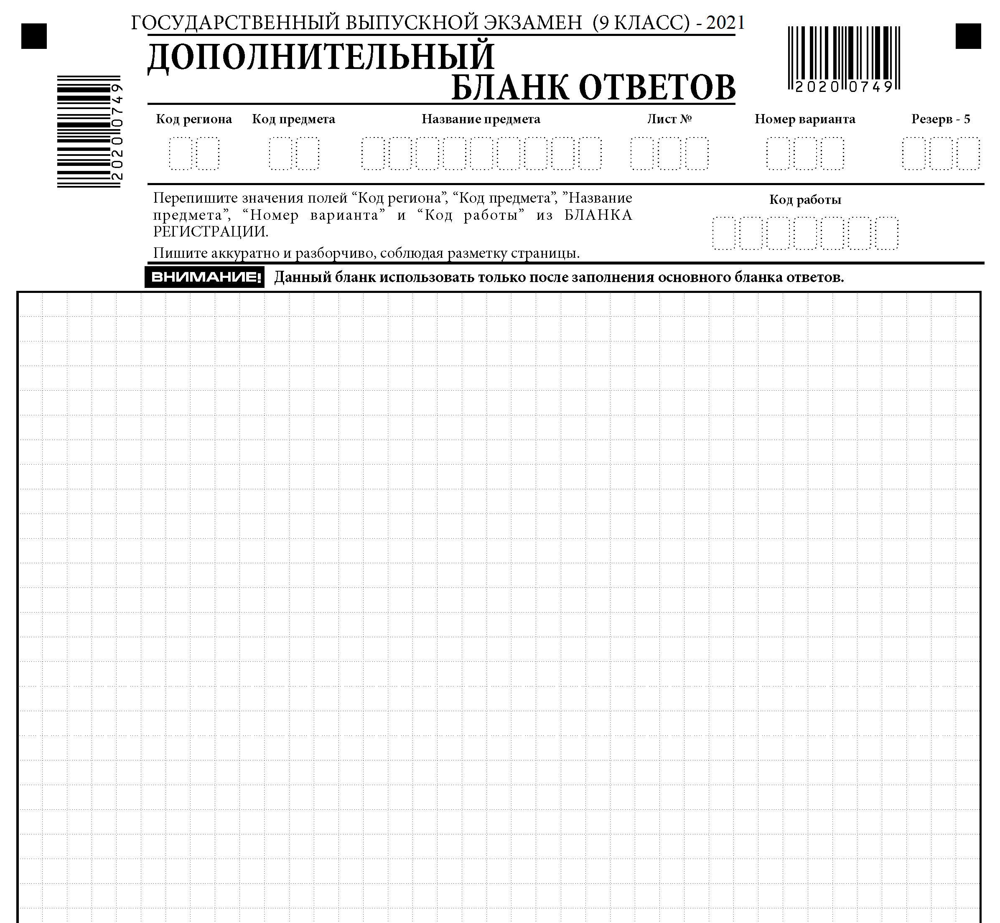 ГОСУДАРСТВЕННЫЙ ВЫПУСКНОЙ ЭКЗАМЕН (9 КЛАСС) - 2021
ДОПОЛНИТЕЛЬНЫЙ
БЛАНК ОТВЕТОВ
2020 0749
2020 0749
Код региона Код предмета Название предмета Лист № Номер варианта Резерв - 5
Перепишите значения полей “Код региона”, “Код предмета”, ”Название
предмета”, “Номер варианта” и “Код работы” из БЛАНКА
РЕГИСТРАЦИИ.
Пишите аккуратно и разборчиво, соблюдая разметку страницы.
Код работы
ВНИМАНИЕ! Данный бланк использовать только после заполнения основного бланка ответов.